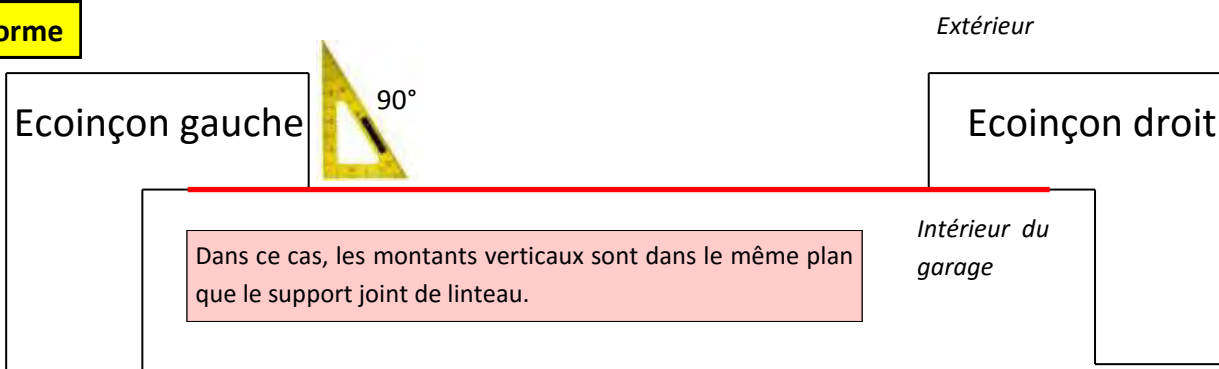 orme
Extérieur
90°
Ecoinçon gauche
Ecoinçon droit
Intérieur du
garage
Dans ce cas, les montants verticaux sont dans le même plan
que le support joint de linteau.